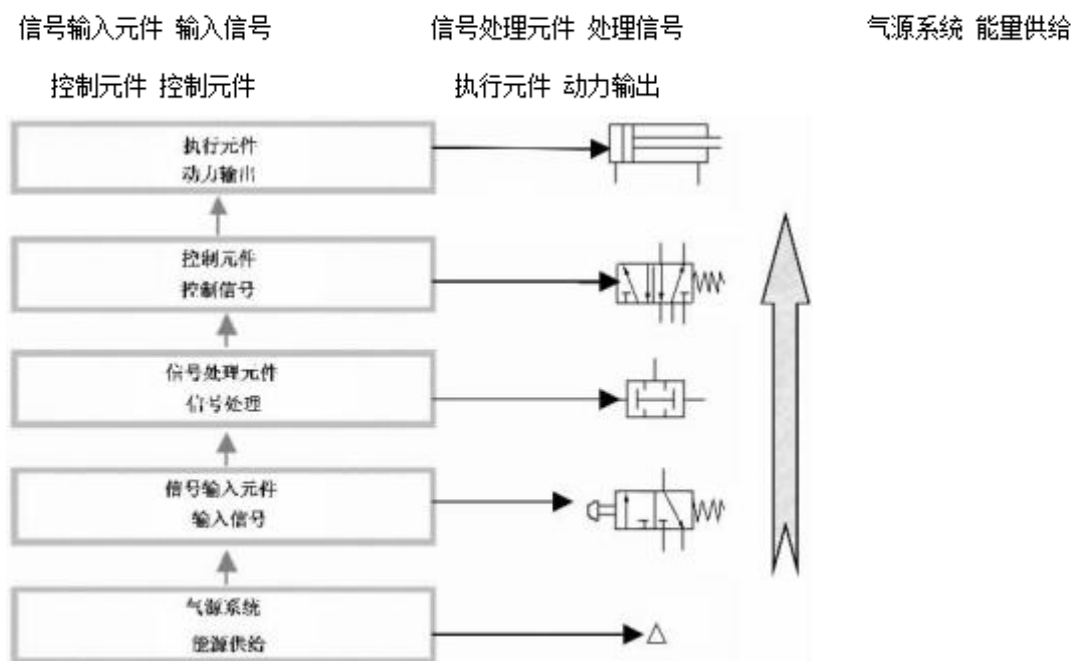 信号输入元件 输入信号 信号处理元件 处理信号 气源系统 能量供给
控制元件 控制元件 执行元件 动力输出
执行元件
动力输出
控制元件
控制信号
信号处理元件
信号处理
信号输入元件
输入信号
气源系统
能源供给